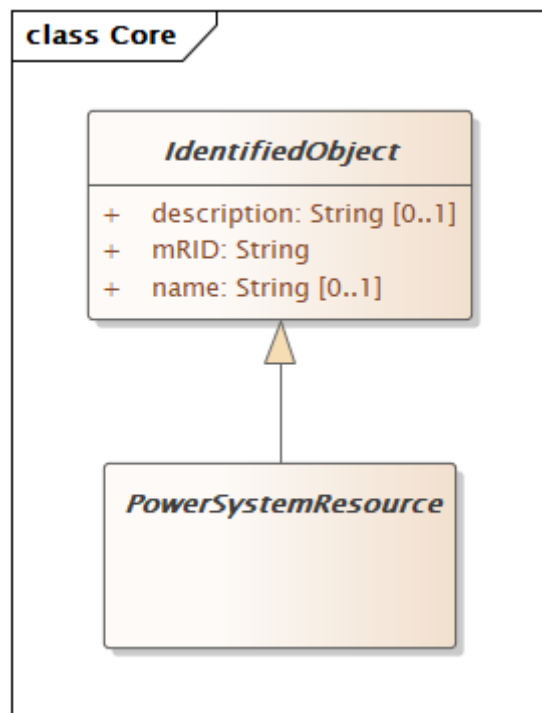 class Core
IdentifiedObject
+ description: String [0..1]
+ mRID: String
+ name: String [0..1]
PowerSystemResource